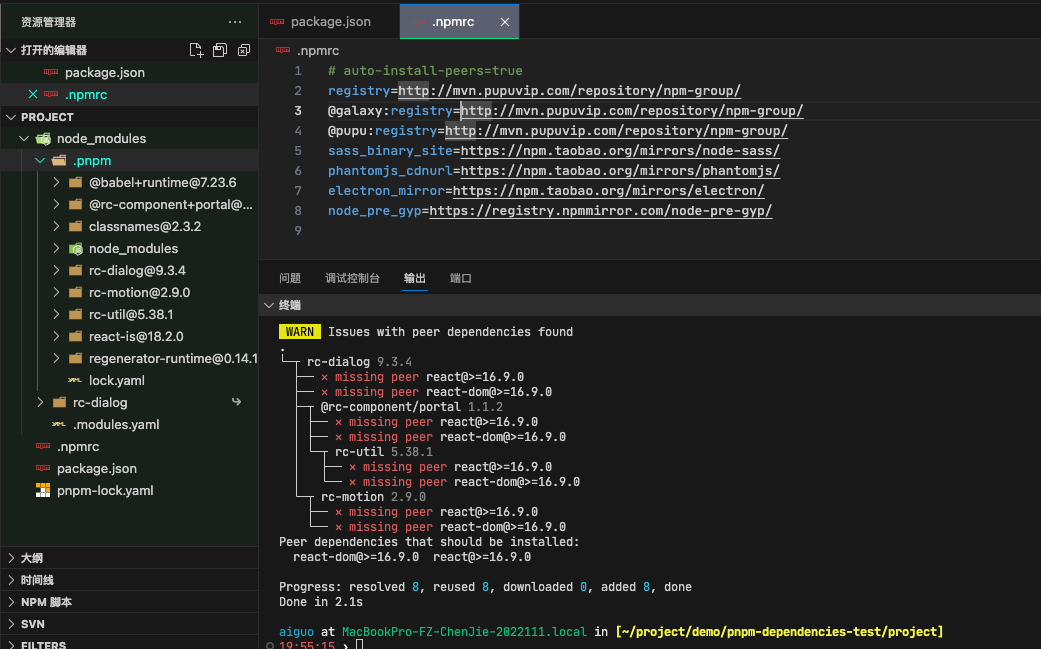 资源管理器
打开的编辑器
package.json
.npmrc
PROJECT
node_modules
.pnpm
@babel+runtime@7.23.6
@rc-component+portal@...
classnames@2.3.2
node_modules
rc-dialog@9.3.4
rc-motion@2.9.0
rc-util@5.38.1
react-is@18.2.0
regenerator-runtime@0.14.1
lock.yaml
rc-dialog
.modules.yaml
.npmrc
package.json
pnpm-lock.yaml
大纲
时间线
NPM 脚本
SVN
FILTERS
package.json
.npmrc
.npmrc
1 # auto-install-peers=true
2 registry=http://mvn.pupuvip.com/repository/npm-group/
3 @galaxy:registry=http://mvn.pupuvip.com/repository/npm-group/
4 @pupu:registry=http://mvn.pupuvip.com/repository/npm-group/
5 sass_binary_site=https://npm.taobao.org/mirrors/node-sass/
6 phantomjs_cdnurl=https://npm.taobao.org/mirrors/phantomjs/
7 electron_mirror=https://npm.taobao.org/mirrors/electron/
8 node_pre_gyp=https://registry.npmmirror.com/node-pre-gyp/
9
问题 调试控制台 输出 端口
终端
WARN Issues with peer dependencies found
.
└─┬ rc-dialog 9.3.4
  ├── × missing peer react@>=16.9.0
  ├── × missing peer react-dom@>=16.9.0
  ├─┬ @rc-component/portal 1.1.2
  │ ├── × missing peer react@>=16.9.0
  │ ├── × missing peer react-dom@>=16.9.0
  │ └─┬ rc-util 5.38.1
  │   ├── × missing peer react@>=16.9.0
  │   └── × missing peer react-dom@>=16.9.0
  └─┬ rc-motion 2.9.0
    ├── × missing peer react@>=16.9.0
    └── × missing peer react-dom@>=16.9.0
Peer dependencies that should be installed:
  react-dom@>=16.9.0  react@>=16.9.0
Progress: resolved 8, reused 8, downloaded 0, added 8, done
Done in 2.1s
aiguo at MacBookPro-FZ-ChenJie-2022111.local in [~/project/demo/pnpm-dependencies-test/project]
19:55:15 ›